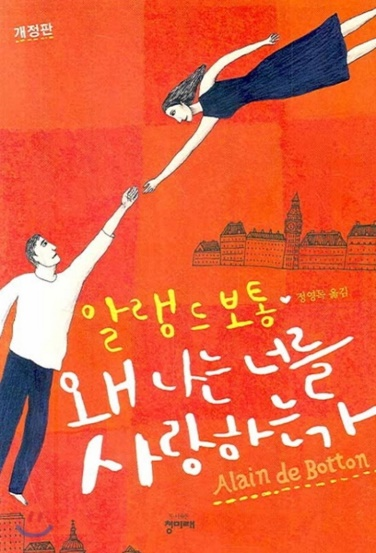 개정판
알랭 드 보통
정영목 옮김
왜 나는 너를
사랑하는가
Alain de Botton
청미래